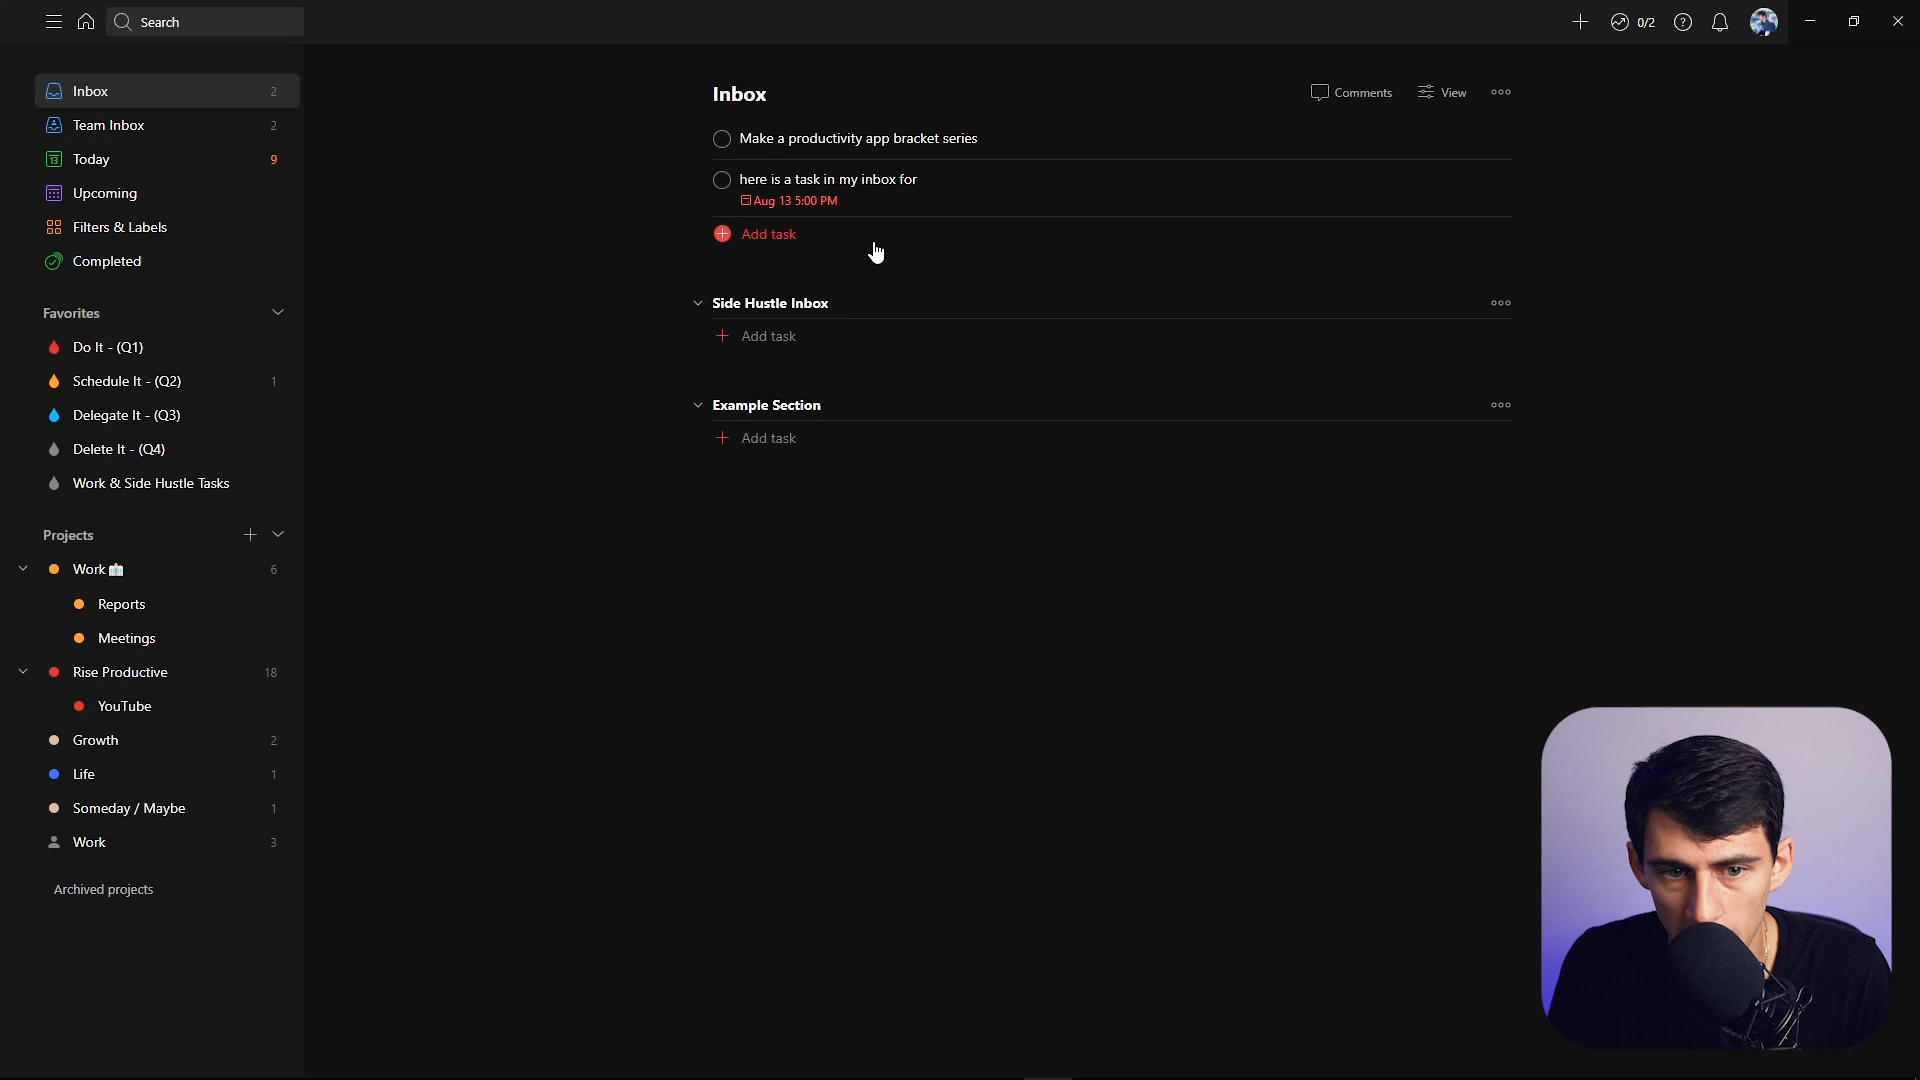 Search
0/2
Inbox 2
Team Inbox 2
13 Today 9
Upcoming
Filters & Labels
Completed
Favorites
Do It - (Q1)
Schedule It - (Q2) 1
Delegate It - (Q3)
Delete It - (Q4)
Work & Side Hustle Tasks
Projects
Work 6
Reports
Meetings
Rise Productive 18
YouTube
Growth 2
Life 1
Someday / Maybe 1
Work 3
Archived projects
Inbox
Comments View
Make a productivity app bracket series
here is a task in my inbox for
Aug 13 5:00 PM
Add task
Side Hustle Inbox
Add task
Example Section
Add task